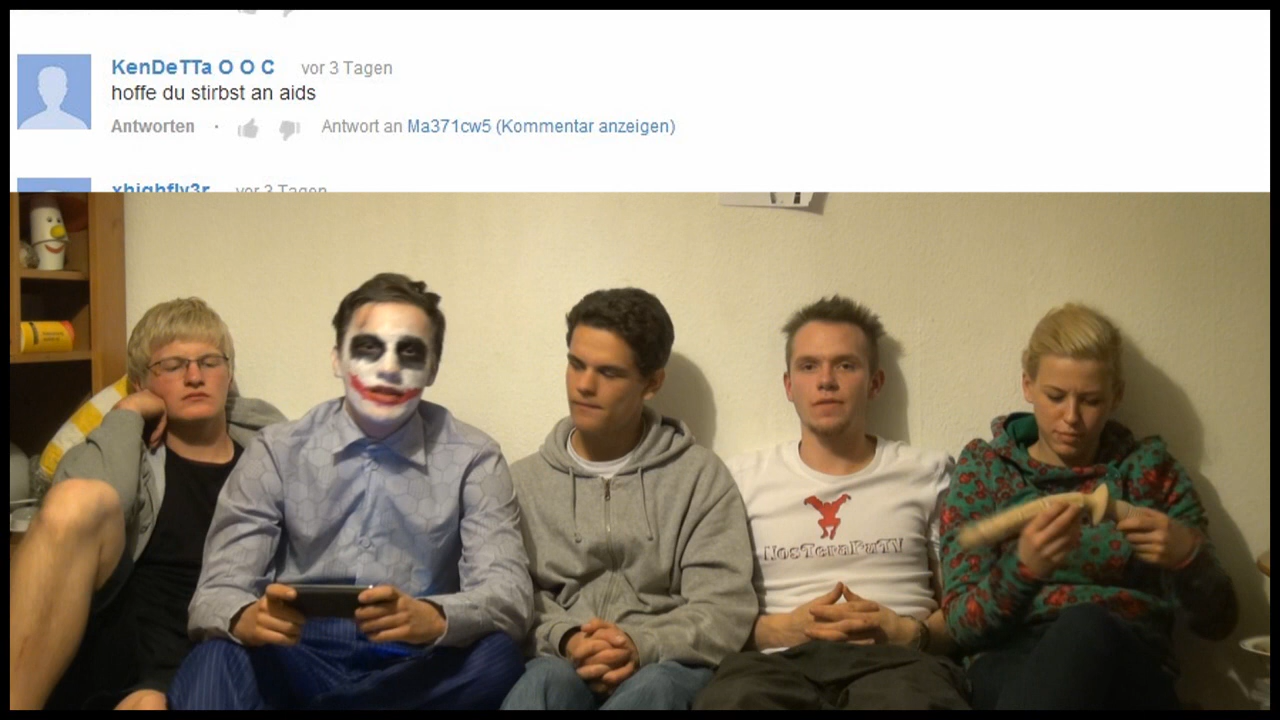 KenDeTTa O O C vor 3 Tagen
hoffe du stirbst an aids
Antworten · Antwort an Ma371cw5 (Kommentar anzeigen)
xhighfly3r vor 3 Tagen
NosTeraPuTV